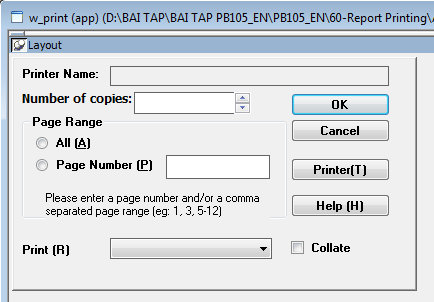 w_print (app) (D:\BAI TAP\BAI TAP PB105_EN\PB105_EN\60-Report Printing\
Layout
Printer Name:
Number of copies:
OK
Page Range
Cancel
All (A)
Page Number (P)
Printer(T)
Please enter a page number and/or a comma
separated page range (eg: 1, 3, 5-12)
Help (H)
Print (R)
Collate